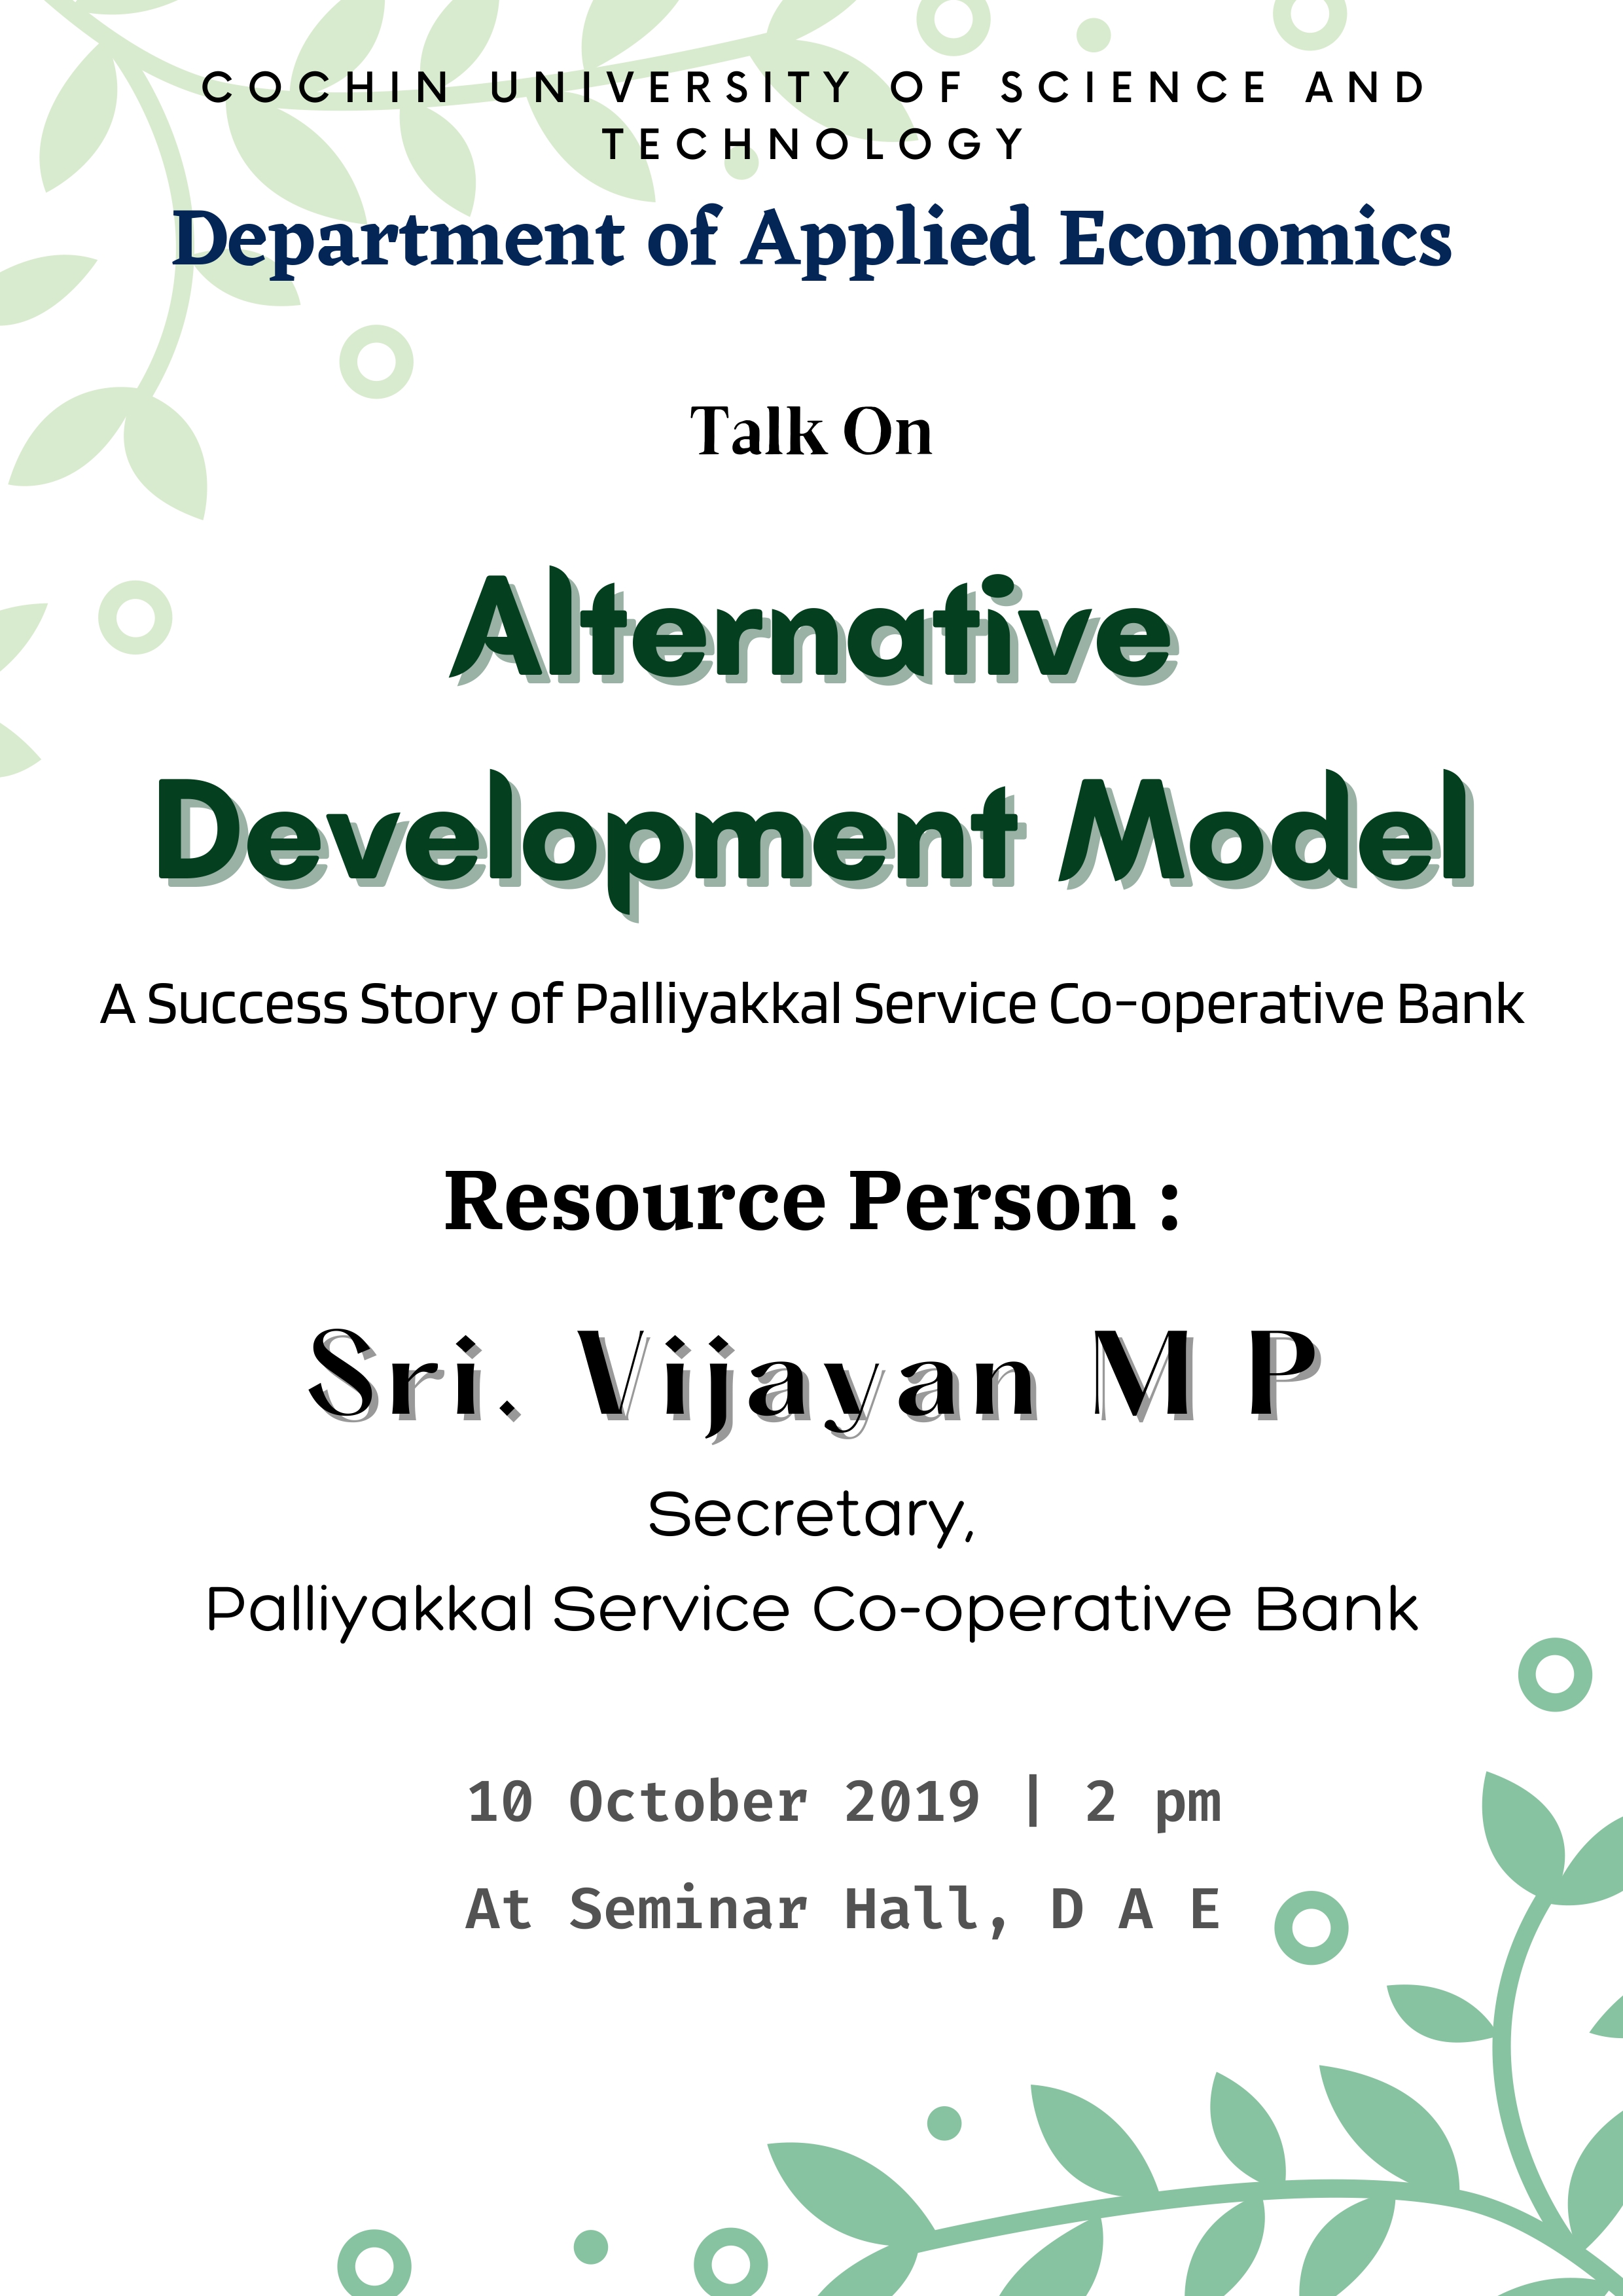 COCHIN UNIVERSITY OF SCIENCE AND
TECHNOLOGY
Department of Applied Economics
Talk On
Alternative
Development Model
A Success Story of Palliyakkal Service Co-operative Bank
Resource Person :
Sri. Vijayan M P
Secretary,
Palliyakkal Service Co-operative Bank
10 October 2019 | 2 pm
At Seminar Hall, D A E